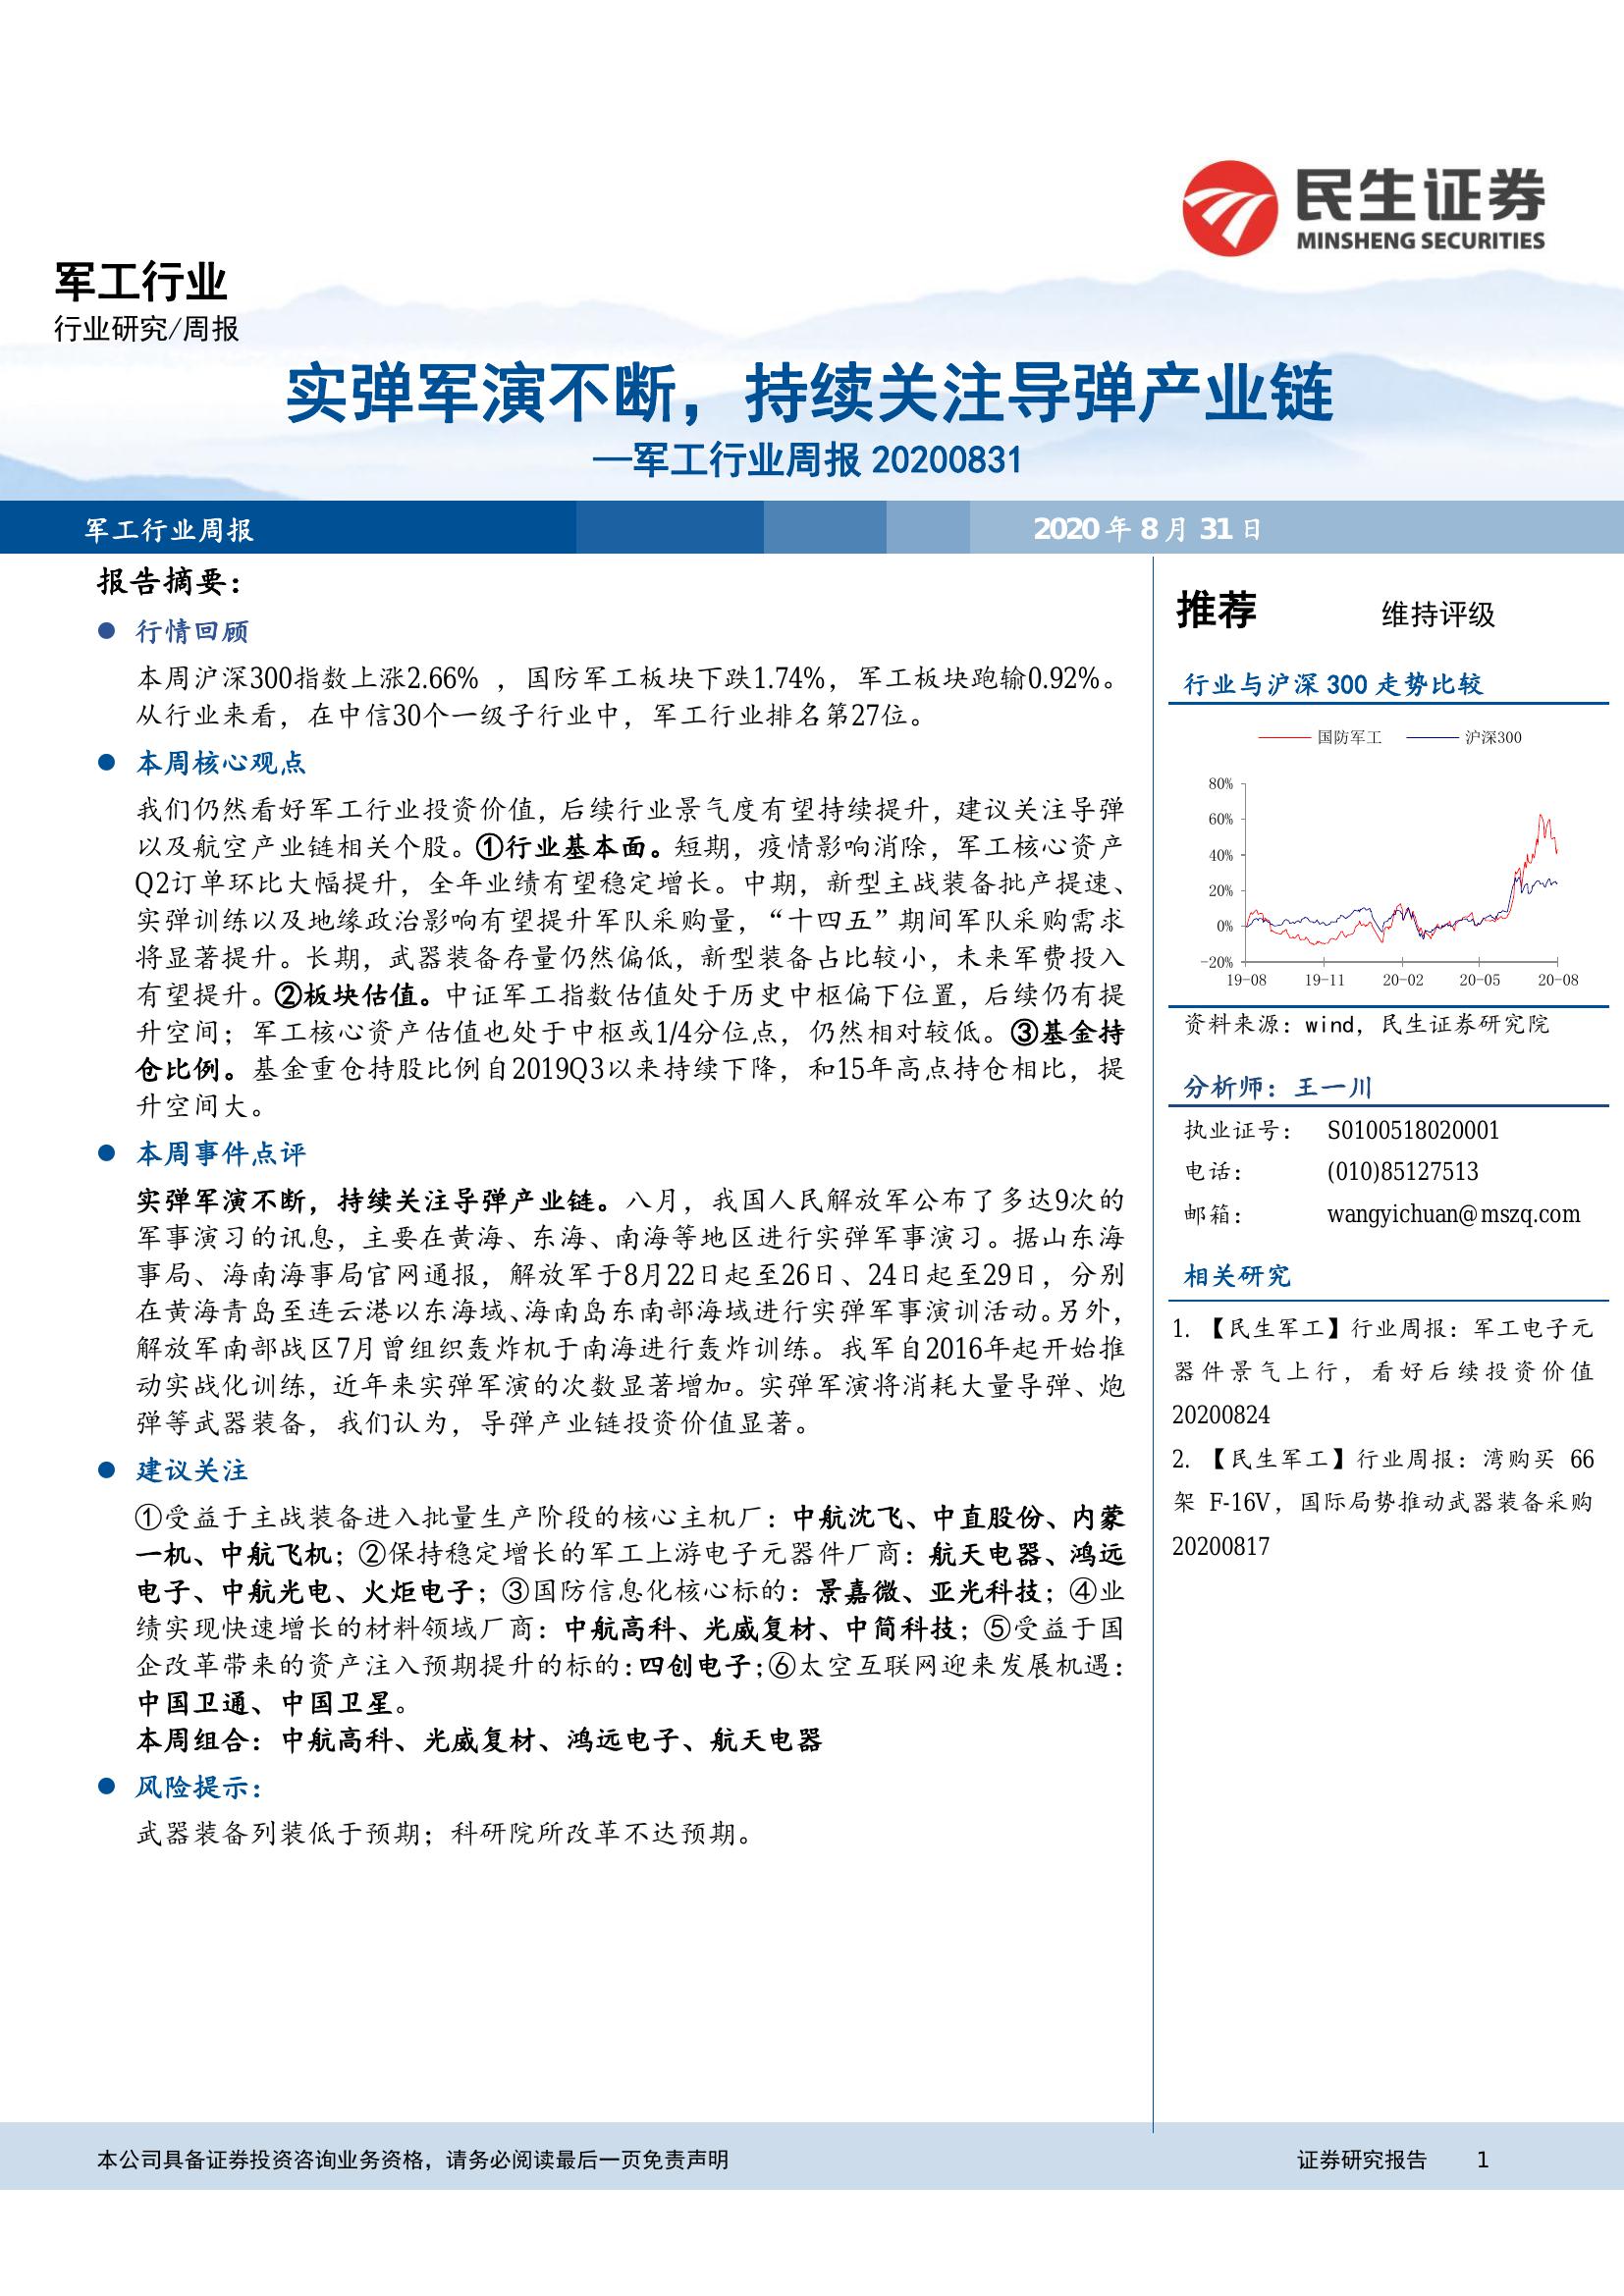 民生证券
MINSHENG SECURITIES
军工行业
行业研究/周报
实弹军演不断，持续关注导弹产业链
—军工行业周报 20200831
军工行业周报
2020 年 8 月 31 日
报告摘要：
● 行情回顾
本周沪深300指数上涨2.66% ，国防军工板块下跌1.74%，军工板块跑输0.92%。
从行业来看，在中信30个一级子行业中，军工行业排名第27位。
● 本周核心观点
我们仍然看好军工行业投资价值，后续行业景气度有望持续提升，建议关注导弹
以及航空产业链相关个股。①行业基本面。短期，疫情影响消除，军工核心资产
Q2订单环比大幅提升，全年业绩有望稳定增长。中期，新型主战装备批产提速、
实弹训练以及地缘政治影响有望提升军队采购量，“十四五”期间军队采购需求
将显著提升。长期，武器装备存量仍然偏低，新型装备占比较小，未来军费投入
有望提升。②板块估值。中证军工指数估值处于历史中枢偏下位置，后续仍有提
升空间；军工核心资产估值也处于中枢或1/4分位点，仍然相对较低。③基金持
仓比例。基金重仓持股比例自2019Q3以来持续下降，和15年高点持仓相比，提
升空间大。
● 本周事件点评
实弹军演不断，持续关注导弹产业链。八月，我国人民解放军公布了多达9次的
军事演习的讯息，主要在黄海、东海、南海等地区进行实弹军事演习。据山东海
事局、海南海事局官网通报，解放军于8月22日起至26日、24日起至29日，分别
在黄海青岛至连云港以东海域、海南岛东南部海域进行实弹军事演训活动。另外，
解放军南部战区7月曾组织轰炸机于南海进行轰炸训练。我军自2016年起开始推
动实战化训练，近年来实弹军演的次数显著增加。实弹军演将消耗大量导弹、炮
弹等武器装备，我们认为，导弹产业链投资价值显著。
● 建议关注
①受益于主战装备进入批量生产阶段的核心主机厂：中航沈飞、中直股份、内蒙
一机、中航飞机；②保持稳定增长的军工上游电子元器件厂商：航天电器、鸿远
电子、中航光电、火炬电子；③国防信息化核心标的：景嘉微、亚光科技；④业
绩实现快速增长的材料领域厂商：中航高科、光威复材、中简科技；⑤受益于国
企改革带来的资产注入预期提升的标的：四创电子；⑥太空互联网迎来发展机遇：
中国卫通、中国卫星。
本周组合：中航高科、光威复材、鸿远电子、航天电器
● 风险提示：
武器装备列装低于预期；科研院所改革不达预期。
推荐 维持评级
行业与沪深 300 走势比较
国防军工 沪深300
80%
60%
40%
20%
0%
-20%
19-08 19-11 20-02 20-05 20-08
资料来源：wind，民生证券研究院
分析师：王一川
执业证号： S0100518020001
电话： (010)85127513
邮箱： wangyichuan@mszq.com
相关研究
1. 【民生军工】行业周报：军工电子元
器件景气上行，看好后续投资价值
20200824
2. 【民生军工】行业周报：湾购买 66
架 F-16V，国际局势推动武器装备采购
20200817
本公司具备证券投资咨询业务资格，请务必阅读最后一页免责声明
证券研究报告 1